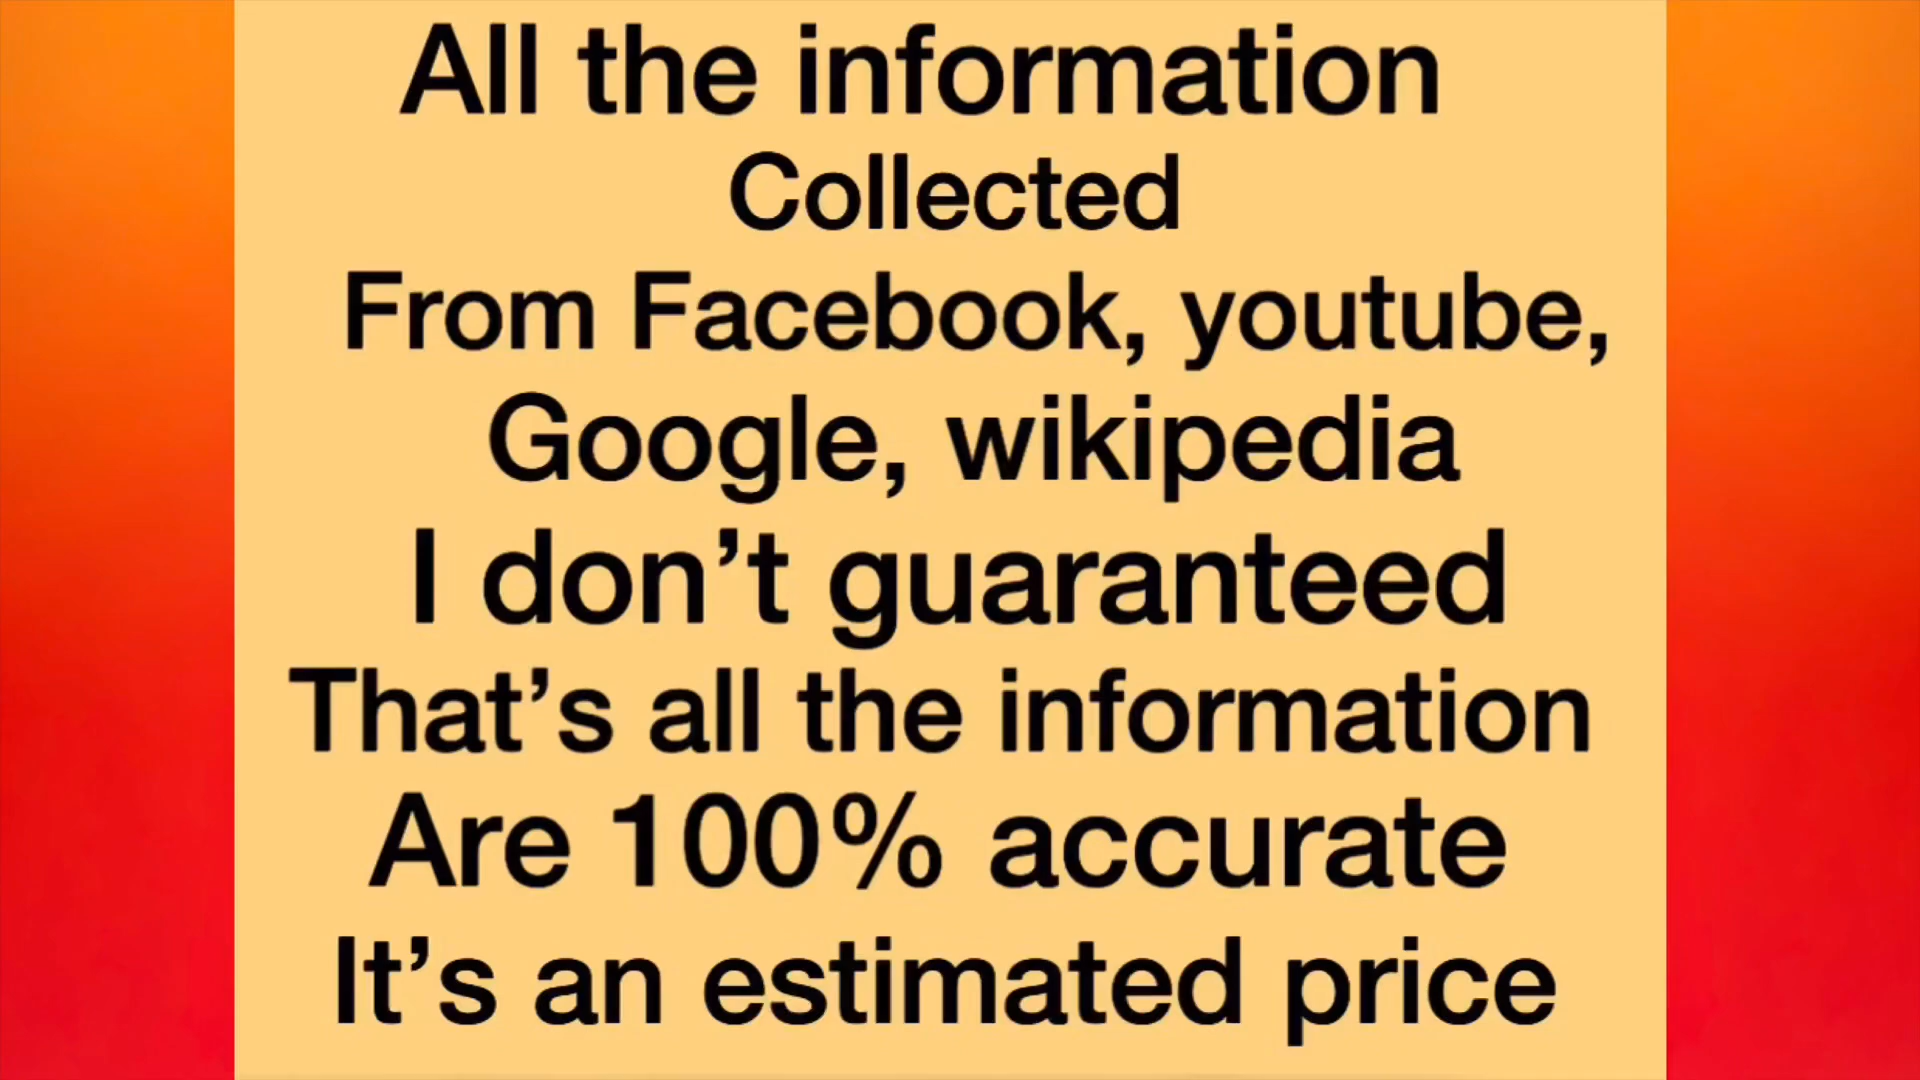 All the information
Collected
From Facebook, youtube,
Google, wikipedia
I don’t guaranteed
That’s all the information
Are 100% accurate
It’s an estimated price